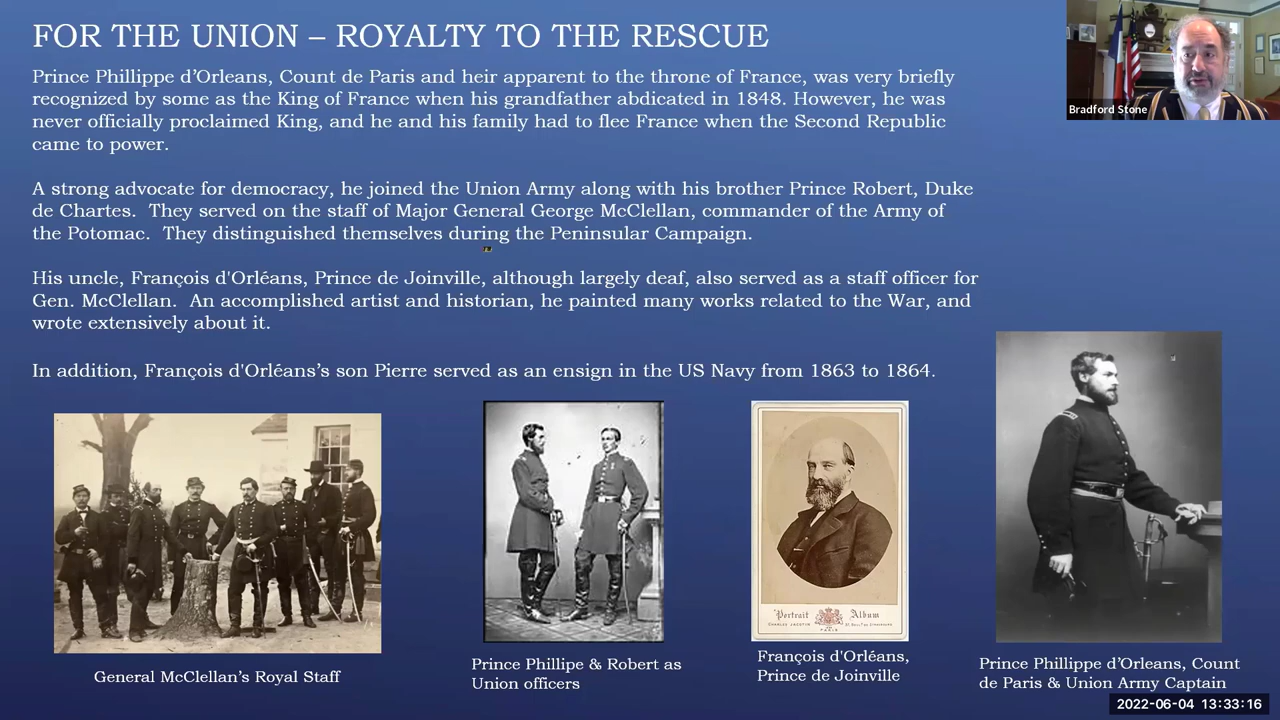 FOR THE UNION – ROYALTY TO THE RESCUE
Prince Phillippe d’Orleans, Count de Paris and heir apparent to the throne of France, was very briefly
recognized by some as the King of France when his grandfather abdicated in 1848. However, he was
never officially proclaimed King, and he and his family had to flee France when the Second Republic
came to power.
A strong advocate for democracy, he joined the Union Army along with his brother Prince Robert, Duke
de Chartes. They served on the staff of Major General George McClellan, commander of the Army of
the Potomac. They distinguished themselves during the Peninsular Campaign.
His uncle, François d'Orléans, Prince de Joinville, although largely deaf, also served as a staff officer for
Gen. McClellan. An accomplished artist and historian, he painted many works related to the War, and
wrote extensively about it.
In addition, François d'Orléans’s son Pierre served as an ensign in the US Navy from 1863 to 1864.
Bradford Stone
Portrait Album
CHARLES JACOTIN
PARIS
General McClellan’s Royal Staff
Prince Phillipe & Robert as
Union officers
François d'Orléans,
Prince de Joinville
Prince Phillippe d’Orleans, Count
de Paris & Union Army Captain
2022-06-04 13:33:16